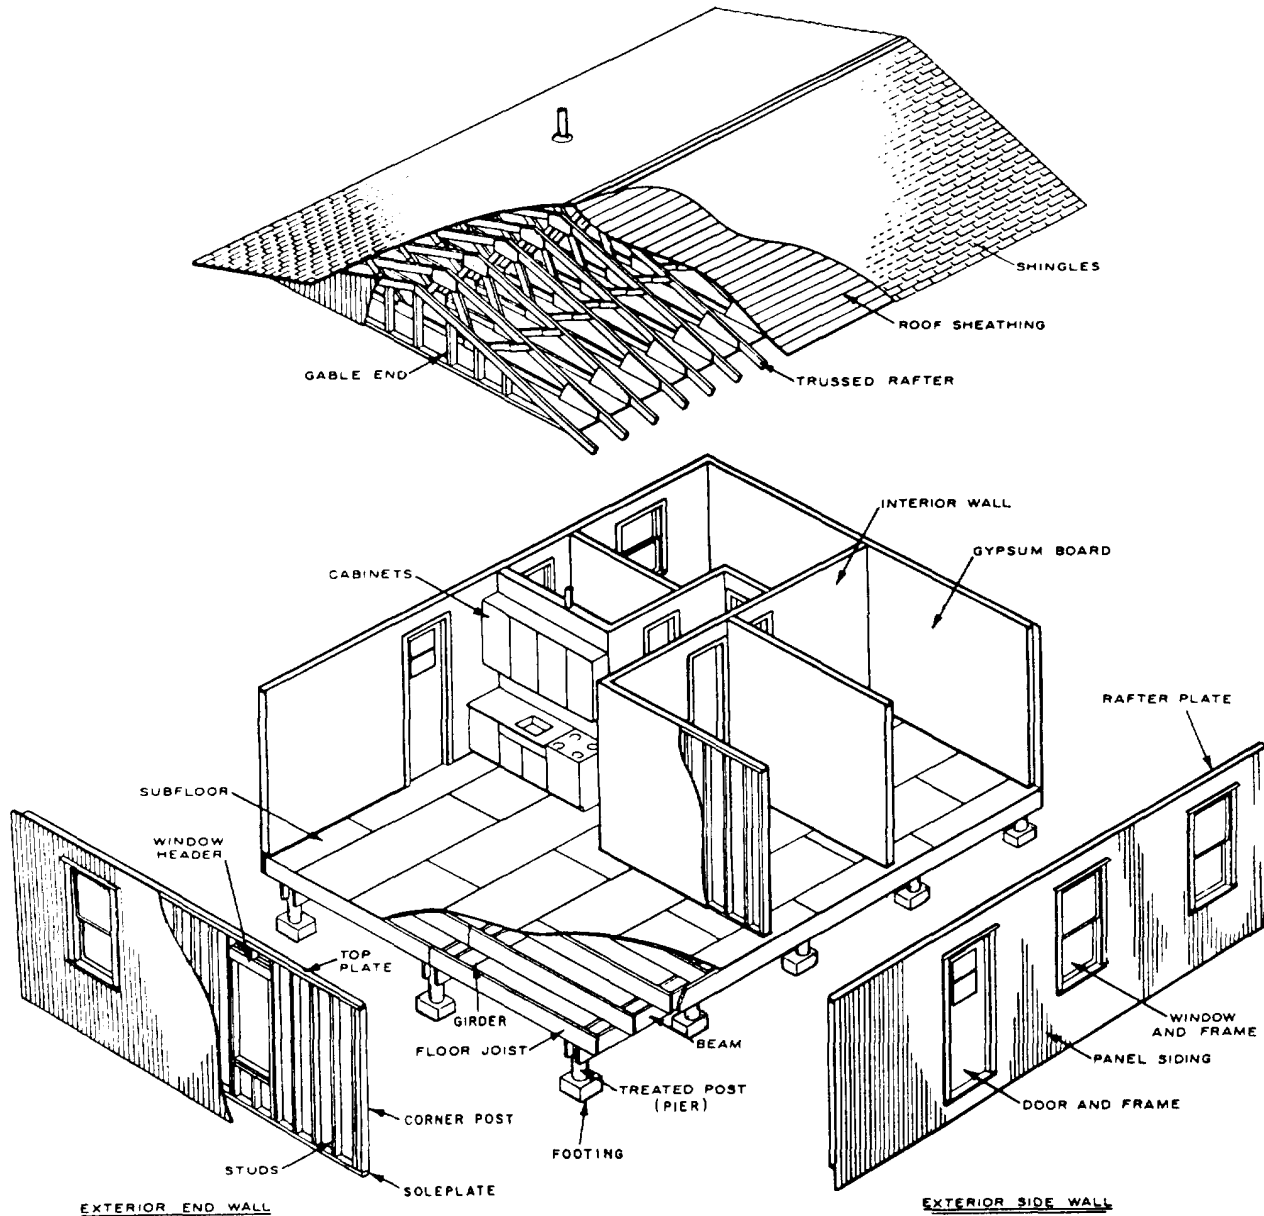 SHINGLES
ROOF SHEATHING
GABLE END
TRUSSED RAFTER
INTERIOR WALL
GYPSUM BOARD
CABINETS
RAFTER PLATE
SUBFLOOR
WINDOW
HEADER
TOP
PLATE
GIRDER
FLOOR JOIST
BEAM
WINDOW
AND FRAME
PANEL SIDING
TREATED POST
(PIER)
DOOR AND FRAME
CORNER POST
FOOTING
STUDS
SOLEPLATE
EXTERIOR END WALL
EXTERIOR SIDE WALL